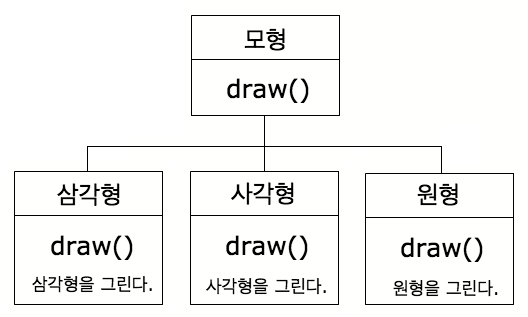 모형
draw()
삼각형
draw()
삼각형을 그린다.
사각형
draw()
사각형을 그린다.
원형
draw()
원형을 그린다.